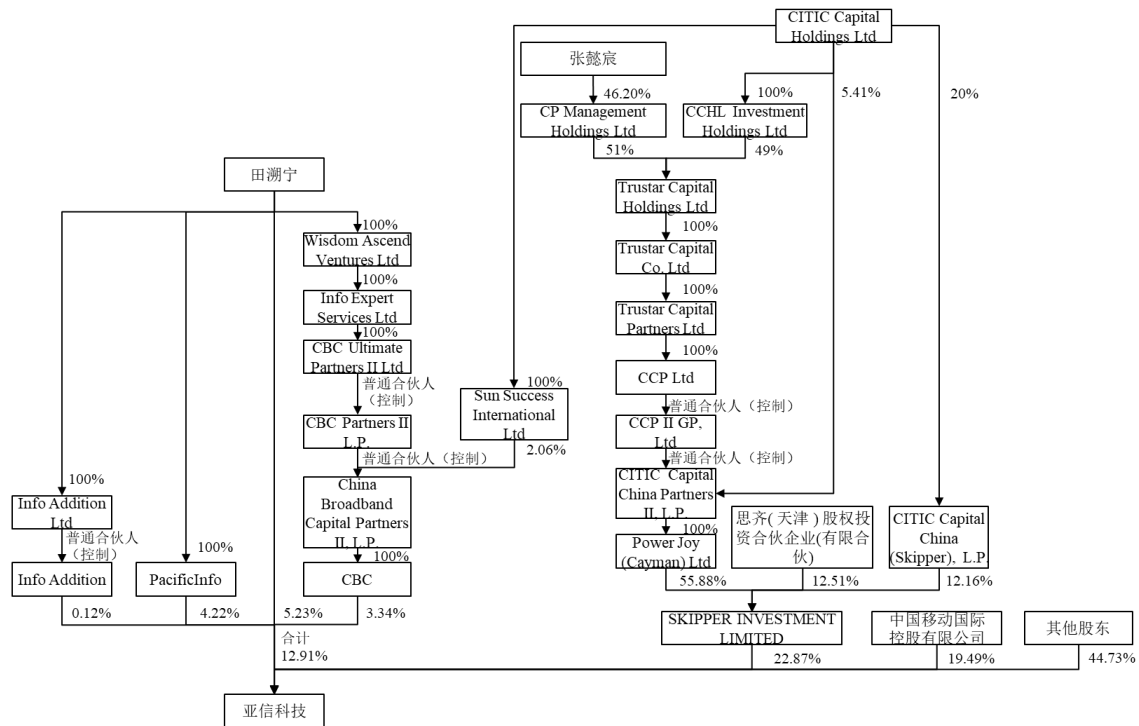 CITIC Capital
Holdings Ltd
张懿宸
46.20%
100%
5.41%
20%
CP Management
Holdings Ltd
CCHL Investment
Holdings Ltd
51%
49%
田溯宁
Trustar Capital
Holdings Ltd
100%
100%
Wisdom Ascend
Ventures Ltd
Trustar Capital
Co. Ltd
100%
100%
Info Expert
Services Ltd
Trustar Capital
Partners Ltd
100%
100%
CBC Ultimate
Partners II Ltd
CCP Ltd
普通合伙人
(控制)
100%
普通合伙人（控制）
Sun Success
International
Ltd
CBC Partners II
L.P.
CCP II GP,
Ltd
2.06%
普通合伙人（控制）
普通合伙人（控制）
100%
China
Broadband
Capital Partners
II, L.P.
CITIC Capital
China Partners
II, L.P.
Info Addition
Ltd
思齐(天津)股权投
资合伙企业(有限合
伙)
CITIC Capital
China
(Skipper), L.P.
普通合伙人
(控制)
100%
100%
100%
Power Joy
(Cayman) Ltd
Info Addition
PacificInfo
CBC
55.88%
12.51%
12.16%
0.12%
4.22%
5.23%
3.34%
SKIPPER INVESTMENT
LIMITED
中国移动国际
控股有限公司
其他股东
合计
12.91%
22.87%
19.49%
44.73%
亚信科技